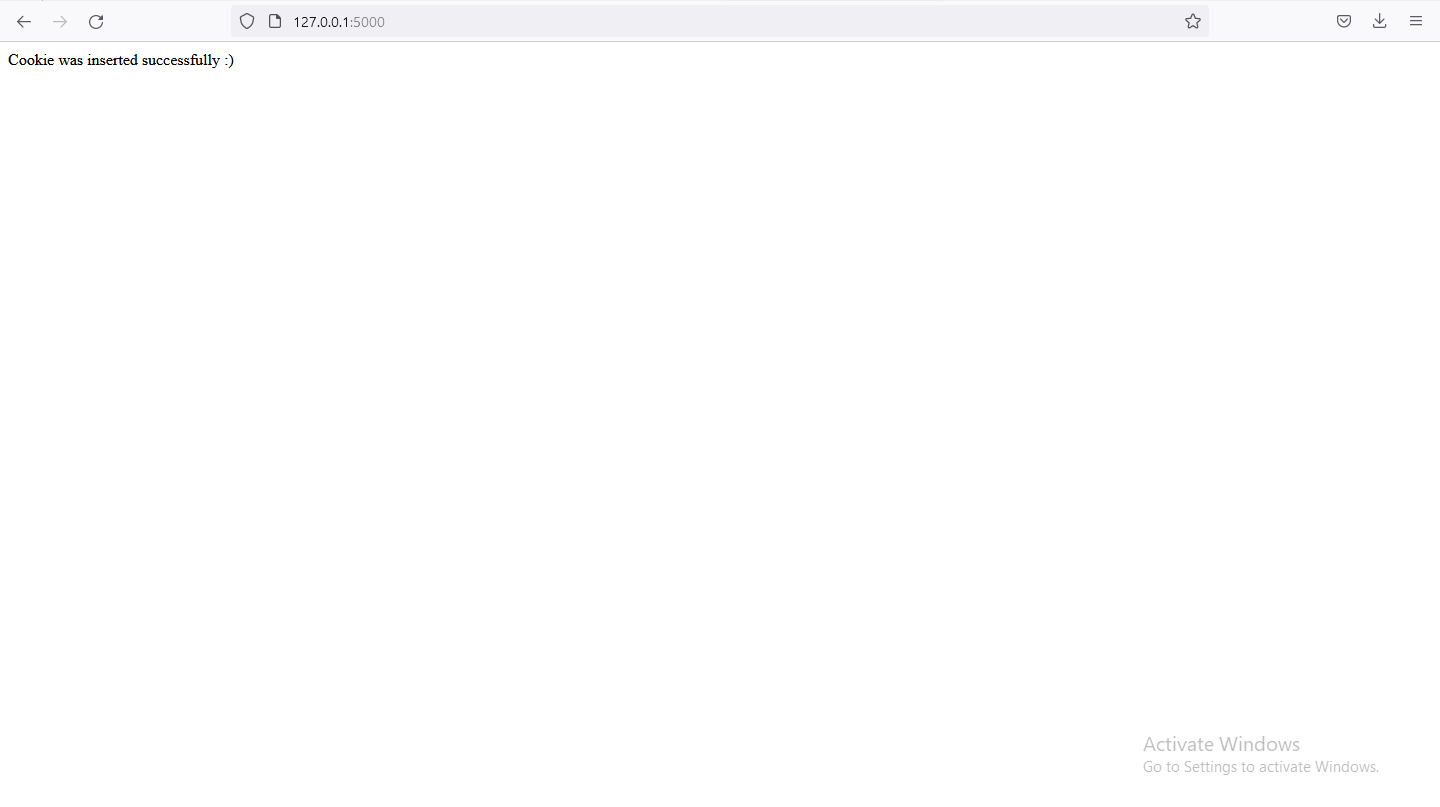 127.0.0.1:5000
Cookie was inserted successfully :)
Activate Windows
Go to Settings to activate Windows.